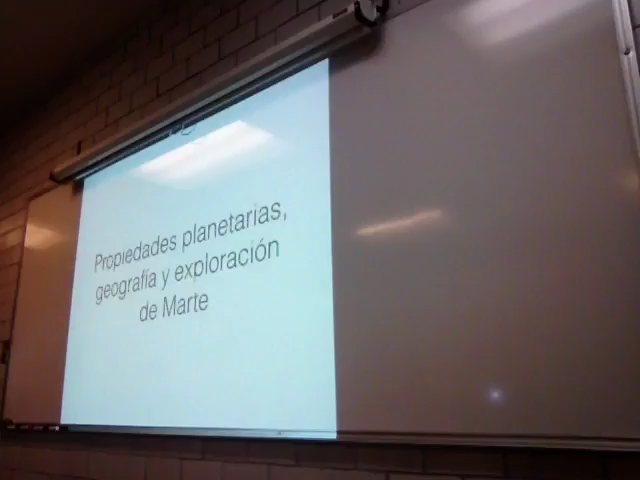 Propiedades planetarias,
geografía y exploración
de Marte